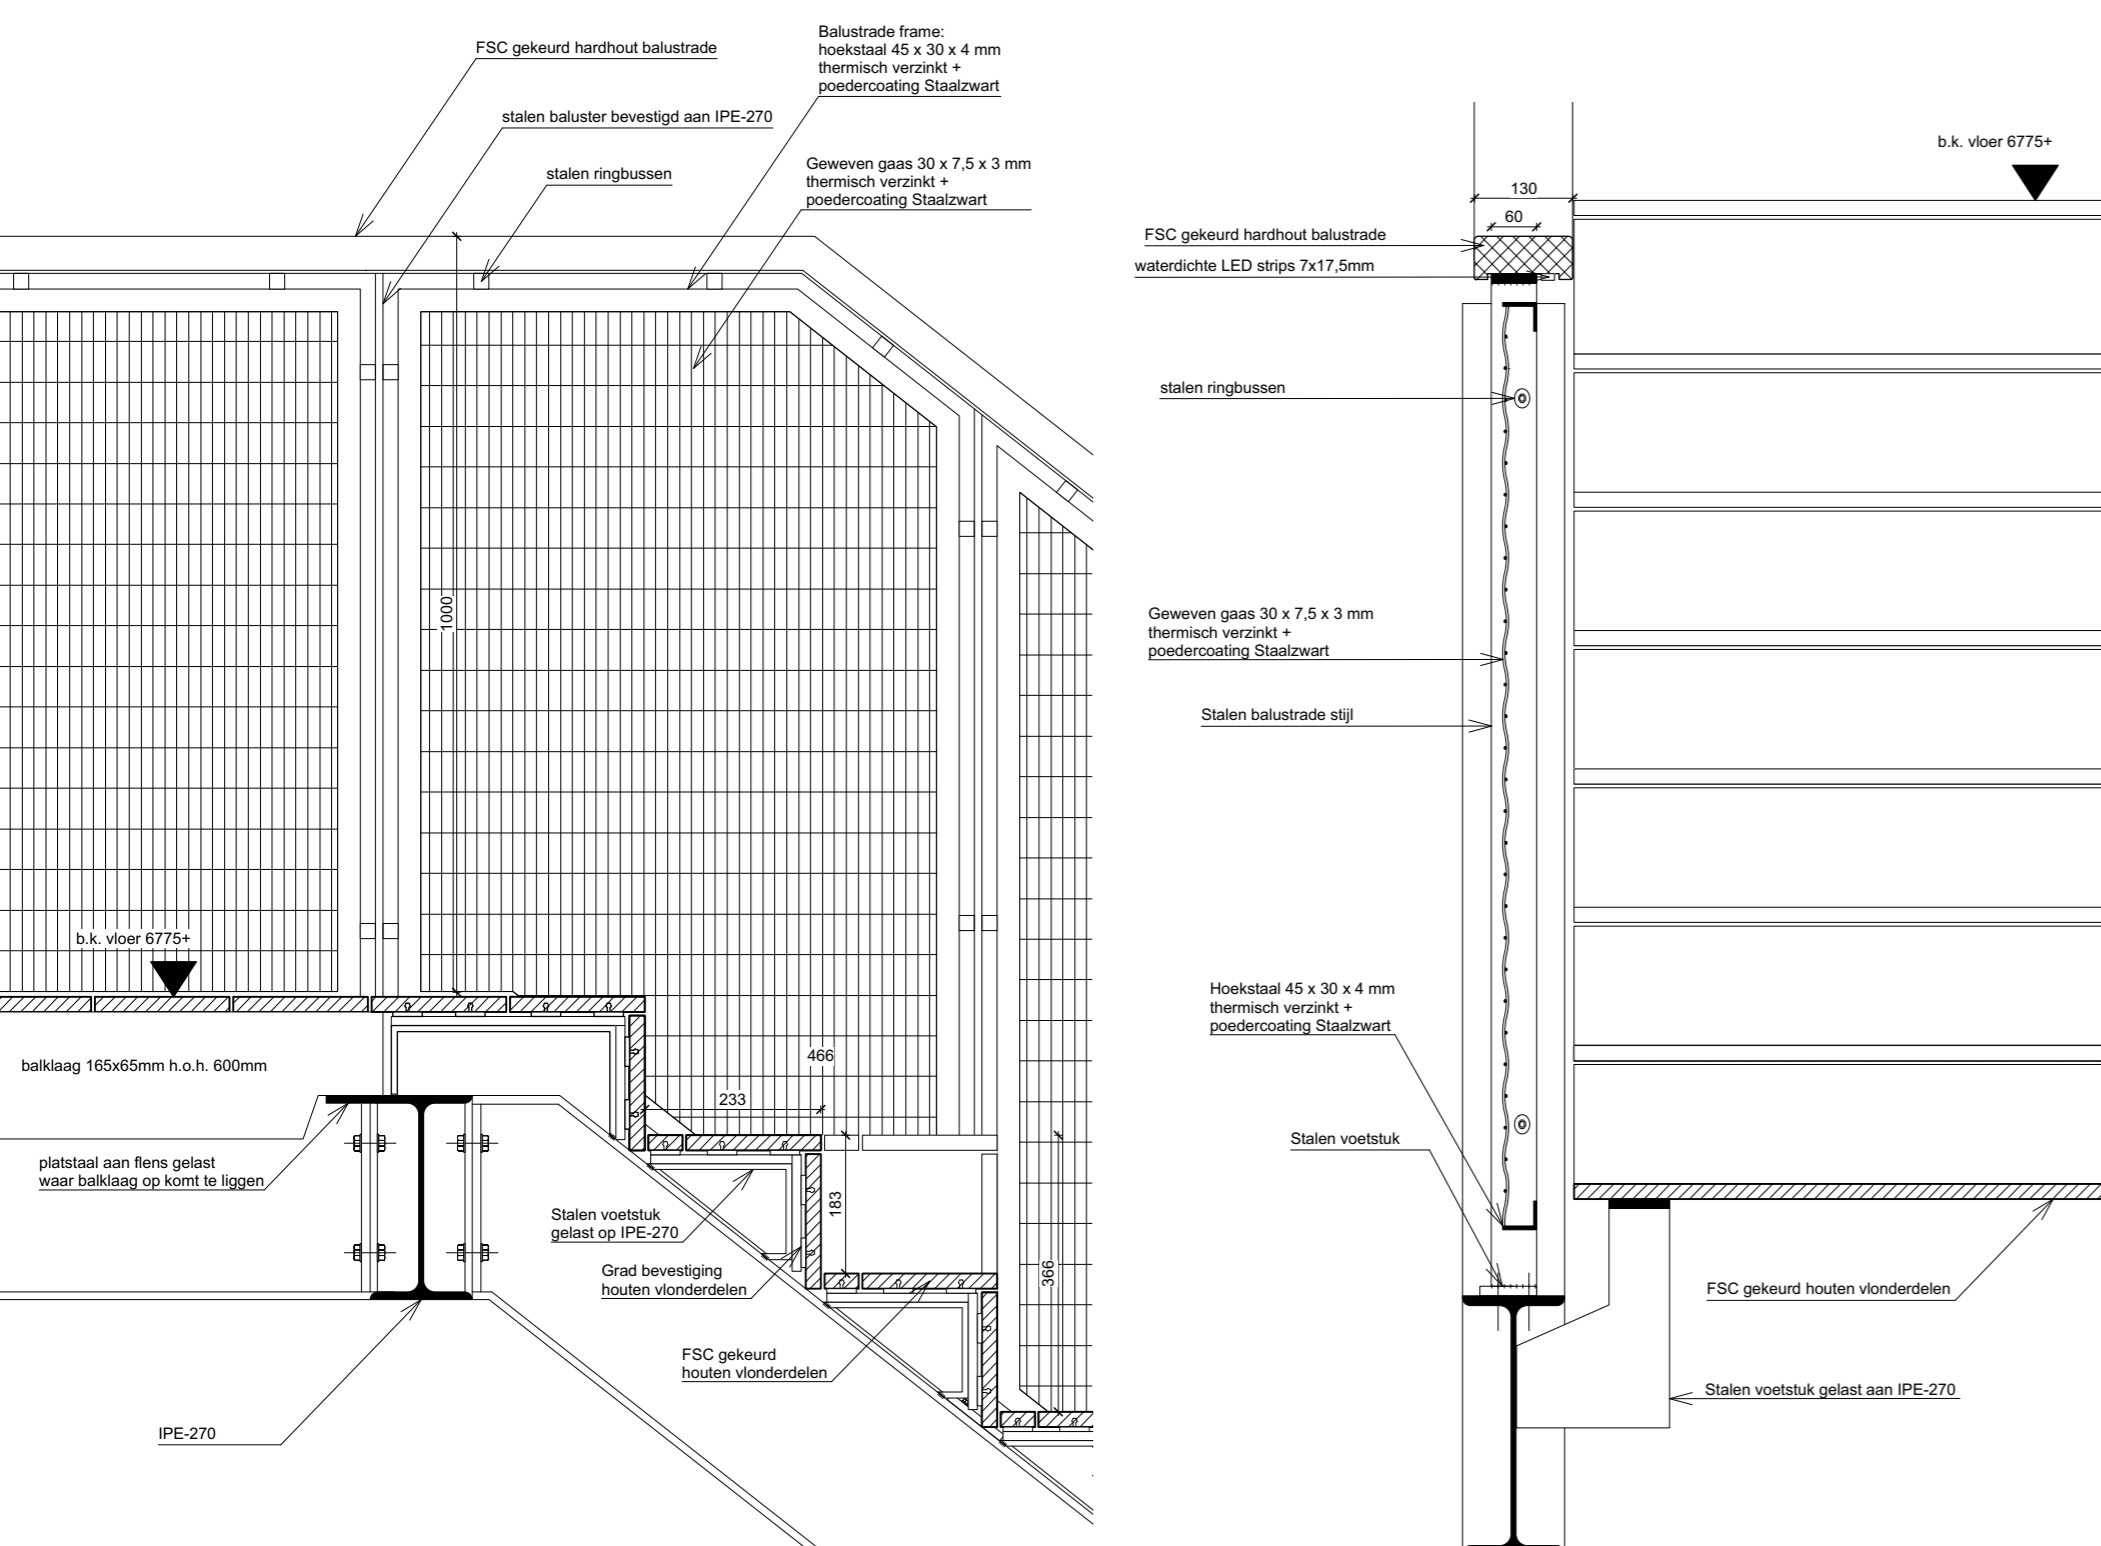 FSC gekeurd hardhout balustrade
Balustrade frame:
hoekstaal 45 x 30 x 4 mm
thermisch verzinkt +
poedercoating Staalzwart
stalen baluster bevestigd aan IPE-270
stalen ringbussen
Geweven gaas 30 x 7,5 x 3 mm
thermisch verzinkt +
poedercoating Staalzwart
1000
b.k. vloer 6775+
balklaag 165x65mm h.o.h. 600mm
466
233
183
366
platstaal aan flens gelast
waar balklaag op komt te liggen
Stalen voetstuk
gelast op IPE-270
Grad bevestiging
houten vlonderdelen
FSC gekeurd
houten vlonderdelen
IPE-270
b.k. vloer 6775+
130
60
FSC gekeurd hardhout balustrade
waterdichte LED strips 7x17,5mm
stalen ringbussen
Geweven gaas 30 x 7,5 x 3 mm
thermisch verzinkt +
poedercoating Staalzwart
Stalen balustrade stijl
Hoekstaal 45 x 30 x 4 mm
thermisch verzinkt +
poedercoating Staalzwart
Stalen voetstuk
FSC gekeurd houten vlonderdelen
Stalen voetstuk gelast aan IPE-270